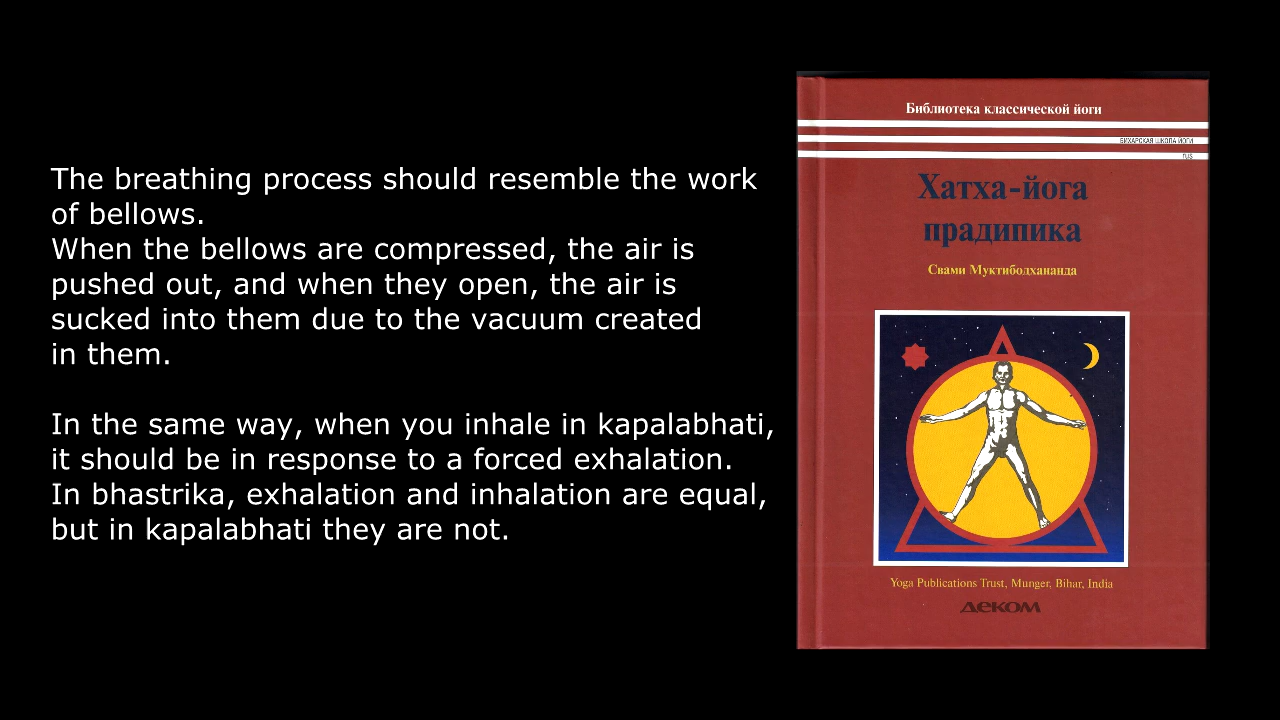 The breathing process should resemble the work
of bellows.
When the bellows are compressed, the air is
pushed out, and when they open, the air is
sucked into them due to the vacuum created
in them.
In the same way, when you inhale in kapalabhati,
it should be in response to a forced exhalation.
In bhastrika, exhalation and inhalation are equal,
but in kapalabhati they are not.
Библиотека классической йоги
БИХАРСКАЯ ШКОЛА ЙОГИ
rus
Хатха-йога
прадипика
Свами Муктибодхананда
Yoga Publications Trust, Munger, Bihar, India
деком